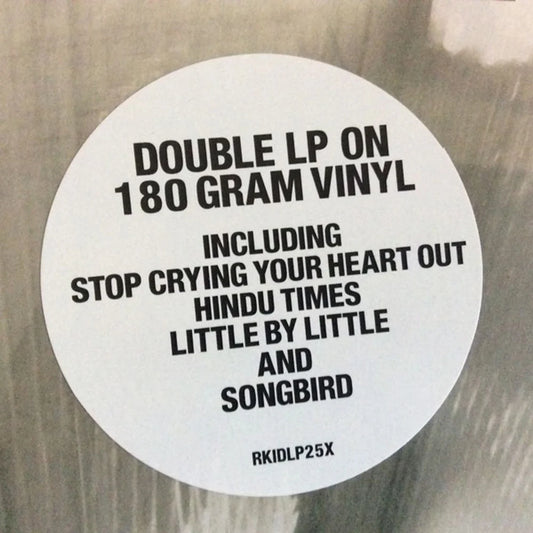 DOUBLE LP ON
180 GRAM VINYL
INCLUDING
STOP CRYING YOUR HEART OUT
HINDU TIMES
LITTLE BY LITTLE
AND
SONGBIRD
RKIDLP25X